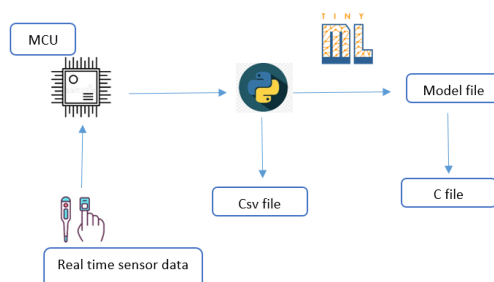 TINY
ML
MCU
Model file
Csv file
C file
Real time sensor data